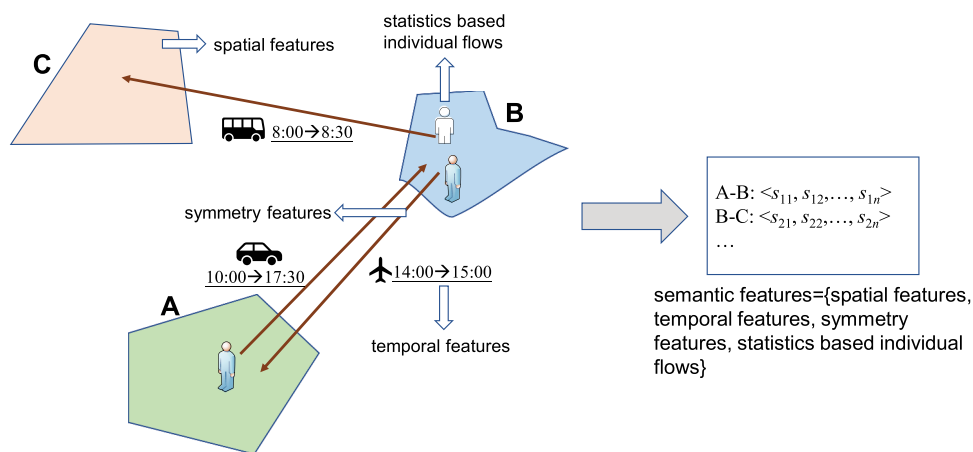 statistics based
individual flows
spatial features
C
B
8:00→8:30
symmetry features
10:00→17:30
14:00→15:00
A
temporal features
A-B: <s11, s12,…, s1n>
B-C: <s21, s22,…, s2n>
…
semantic features={spatial features,
temporal features, symmetry
features, statistics based individual
flows}